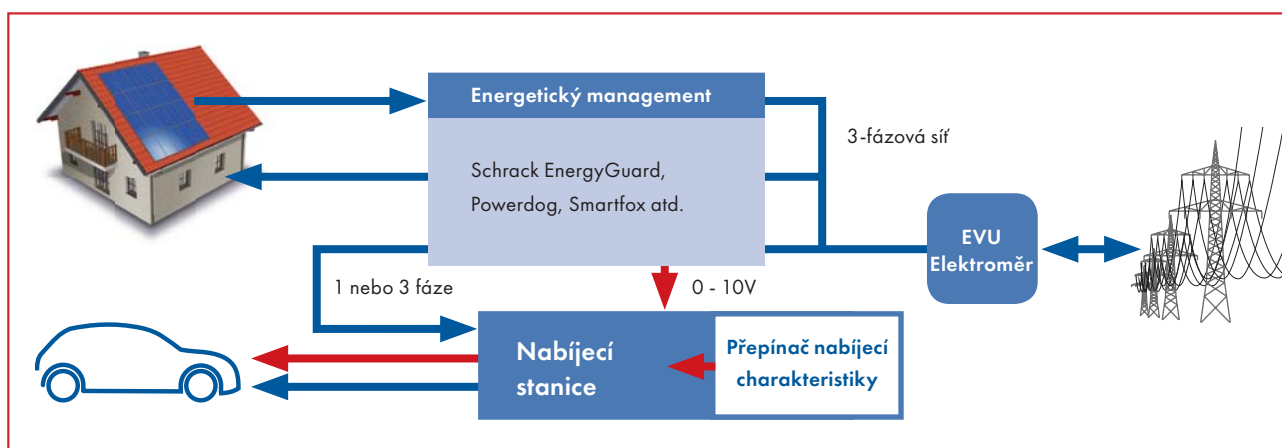 Energetický management
3-fázová síť
Schrack EnergyGuard,
Powerdog, Smartfox atd.
EVU
Elektroměr
1 nebo 3 fáze
0 - 10V
Nabíjecí
stanice
Přepínač nabíjecí
charakteristiky